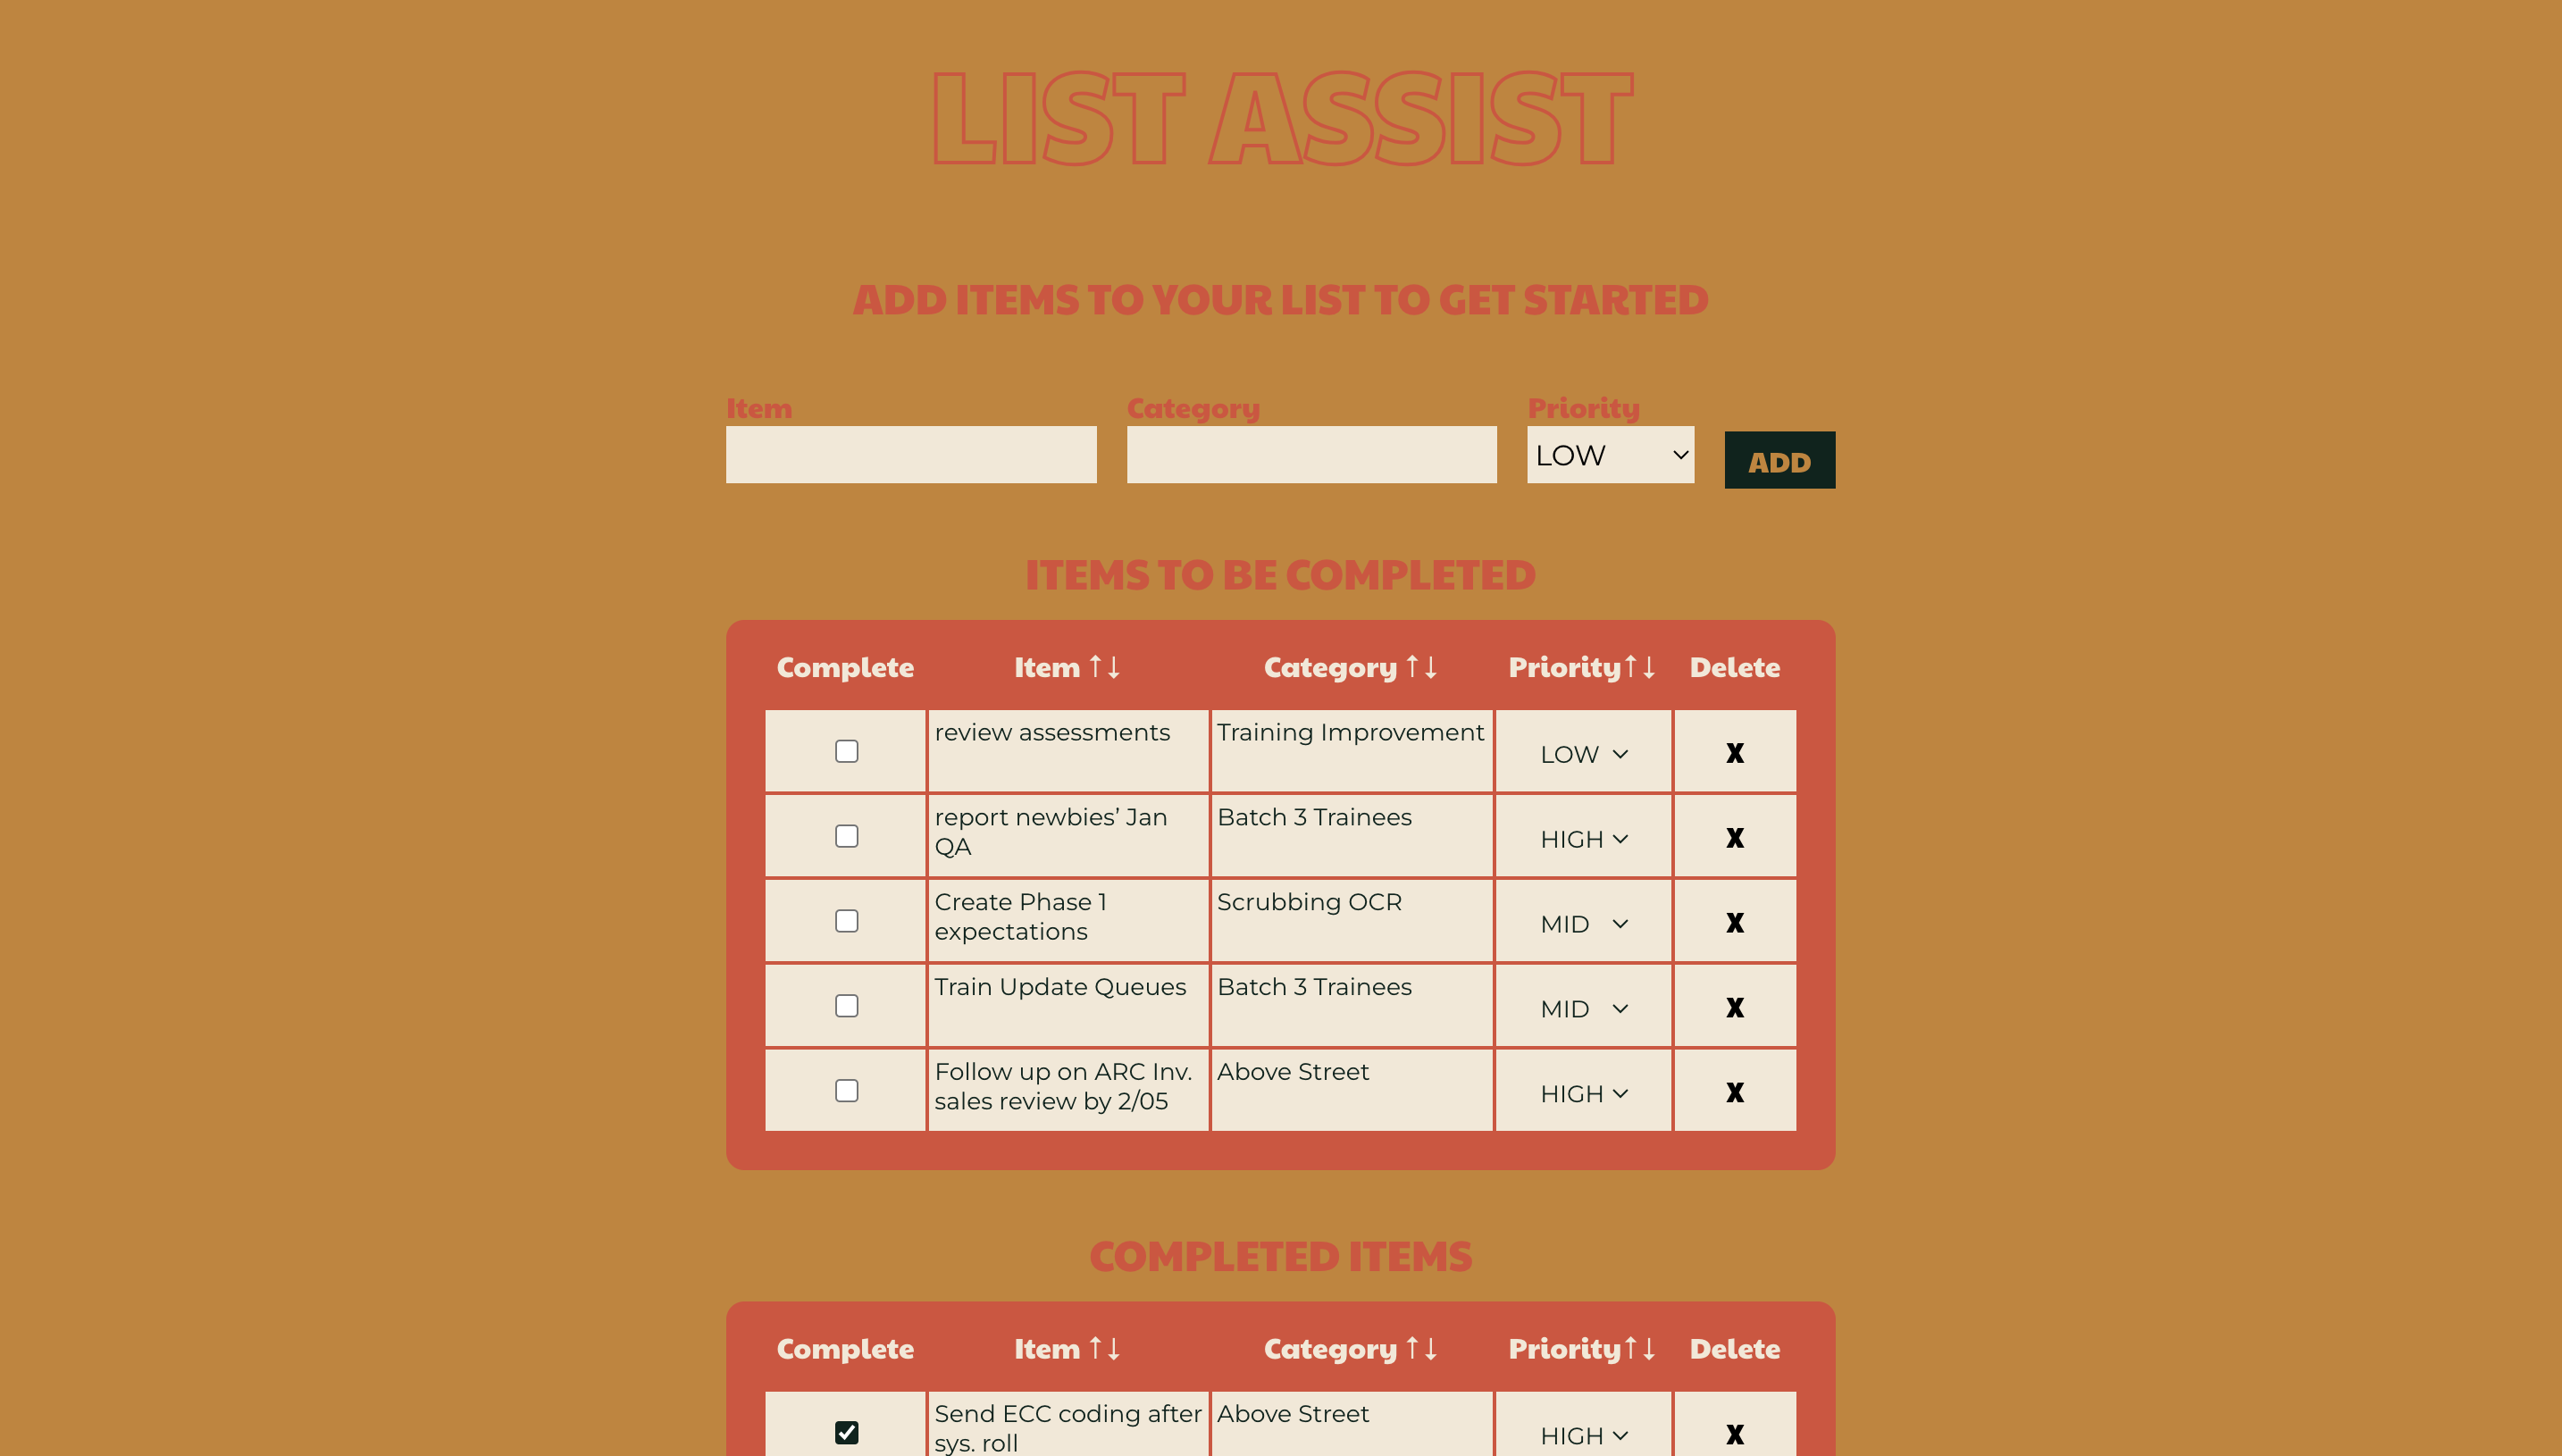 LIST ASSIST
ADD ITEMS TO YOUR LIST TO GET STARTED
Item Category Priority
LOW ADD
ITEMS TO BE COMPLETED
Complete Item ↑↓ Category ↑↓ Priority↑↓ Delete
review assessments Training Improvement LOW X
report newbies’ Jan
QA Batch 3 Trainees HIGH X
Create Phase 1
expectations Scrubbing OCR MID X
Train Update Queues Batch 3 Trainees MID X
Follow up on ARC Inv.
sales review by 2/05 Above Street HIGH X
COMPLETED ITEMS
Complete Item ↑↓ Category ↑↓ Priority↑↓ Delete
Send ECC coding after
sys. roll Above Street HIGH X